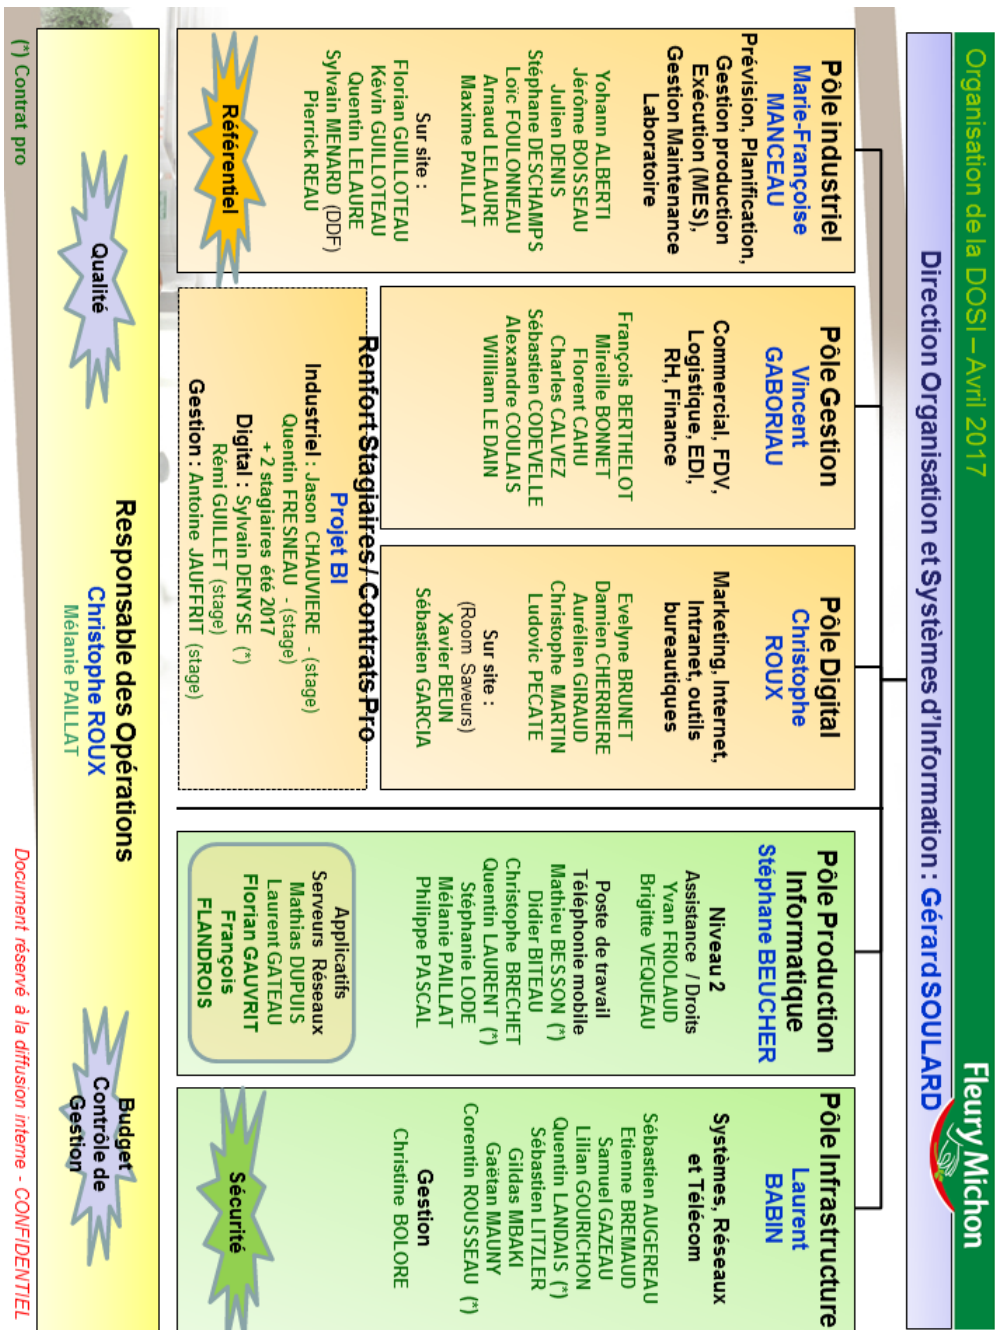 Organisation de la DOSI – Avril 2017
Fleury Michon
Direction Organisation et Systèmes d'Information : Gérard SOULARD
Pôle industriel
Marie-Françoise
MANCEAU
Prévision, Planification,
Gestion production
Exécution (MES),
Gestion Maintenance
Laboratoire
Yohann ALBERTI
Jérôme BOISSEAU
Julien DENIS
Stéphane DESCHAMPS
Loïc FOULONNEAU
Arnaud LELAURE
Maxime PAILLAT
Sur site :
Florian GUILLOTEAU
Kévin GUILLOTEAU
Quentin LELAURE
Sylvain MENARD (DDF)
Pierrick REAU
Référentiel
Pôle Gestion
Vincent
GABORIAU
Commercial, FDV,
Logistique, EDI,
RH, Finance
François BERTHELOT
Mireille BONNET
Florent CAHU
Charles CALVEZ
Sébastien CODEVELLE
Alexandre COULAIS
William LE DAIN
Pôle Digital
Christophe
ROUX
Marketing, Internet,
Intranet, outils
bureautiques
Evelyne BRUNET
Damien CHERRIERE
Aurélien GIRAUD
Christophe MARTIN
Ludovic PECATE
Sur site :
(Room Saveurs)
Xavier BEUN
Sébastien GARCIA
Renfort Stagiaires / Contrats Pro
Projet BI
Industriel : Jason CHAUVIERE - (stage)
Quentin FRESNEAU - (stage)
+ 2 stagiaires été 2017
Digital : Sylvain DENYSE (*)
Rémi GUILLET (stage)
Gestion : Antoine JAUFFRIT (stage)
Pôle Production
Informatique
Stéphane BEUCHER
Niveau 2
Assistance / Droits
Yvan FRIOLAUD
Brigitte VEQUEAU
Poste de travail
Téléphonie mobile
Mathieu BESSON (*)
Didier BITEAU
Christophe BRECHET
Quentin LAURENT (*)
Stéphanie LODE
Mélanie PAILLAT
Philippe PASCAL
Applicatifs
Serveurs Réseaux
Mathias DUPUIS
Laurent GATEAU
Florian GAUVRIT
François
FLANDROIS
Pôle Infrastructure
Laurent
BABIN
Systèmes, Réseaux
et Télécom
Sébastien AUGEREAU
Etienne BREMAUD
Samuel GAZEAU
Lilian GOURICHON
Quentin LANDAIS (*)
Sébastien LITZLER
Gildas MBAKI
Gaëtan MAUNY
Corentin ROUSSEAU (*)
Gestion
Christine BOLORE
Sécurité
Qualité
Responsable des Opérations
Christophe ROUX
Mélanie PAILLAT
Budget
Contrôle de
Gestion
(*) Contrat pro
Document réservé à la diffusion interne - CONFIDENTIEL